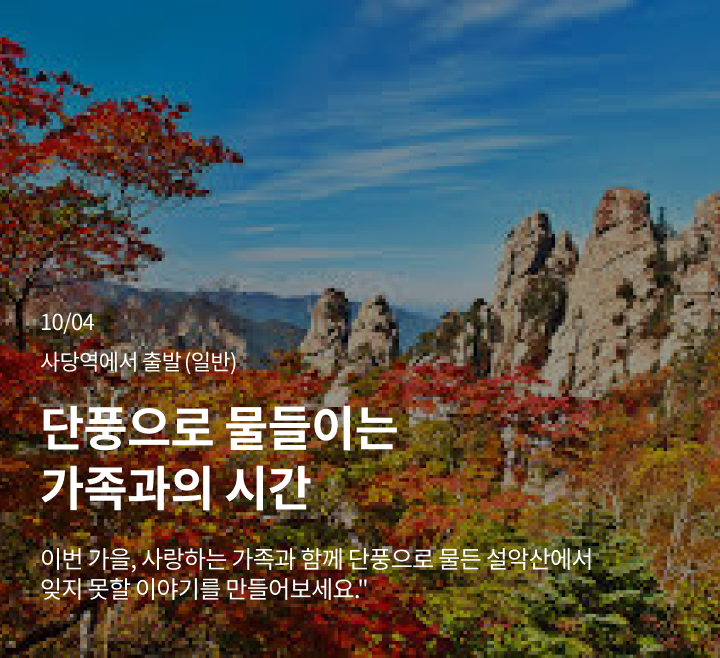 10/04
사당역에서 출발 (일반)
단풍으로 물들이는
가족과의 시간
이번 가을, 사랑하는 가족과 함께 단풍으로 물든 설악산에서
잊지 못할 이야기를 만들어보세요."